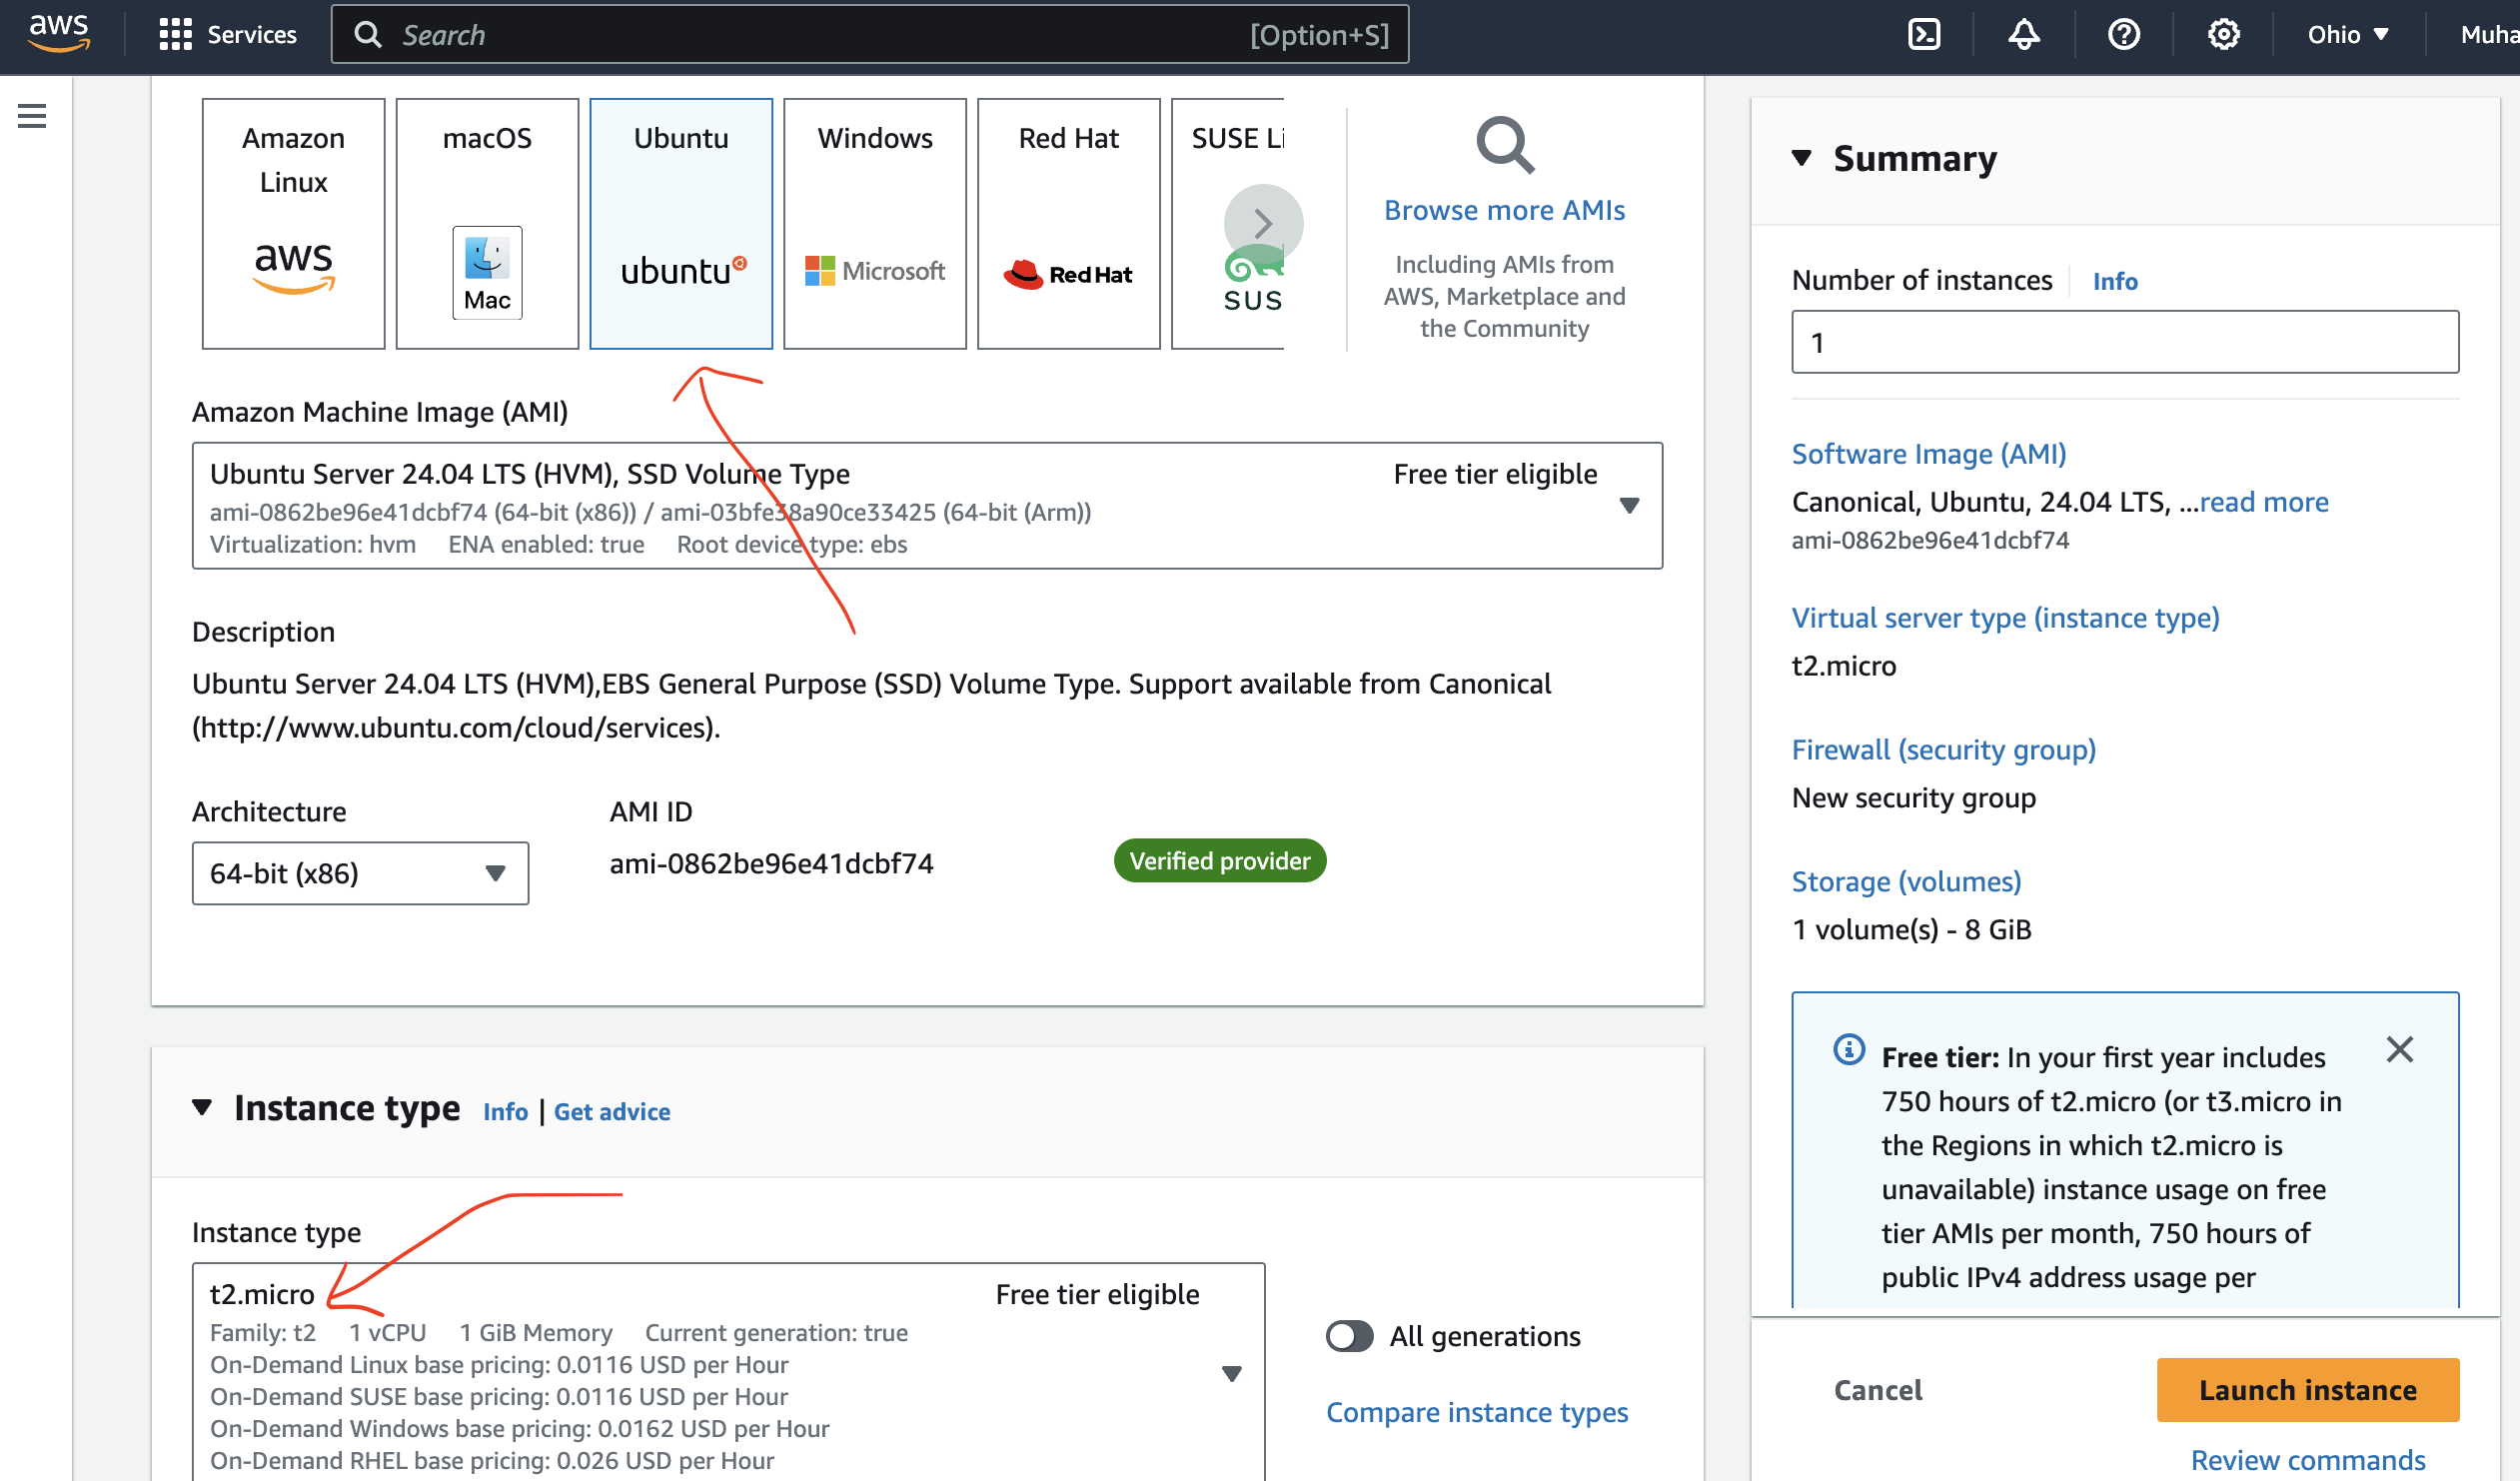 aws
Services
Search
[Option+S]
Ohio
Muha
Amazon
Linux
aws
macOS
Mac
Ubuntu
ubuntu
Windows
Microsoft
Red Hat
Red Hat
SUSE Li
SUS
Browse more AMIs
Including AMIs from
AWS, Marketplace and
the Community
Amazon Machine Image (AMI)
Ubuntu Server 24.04 LTS (HVM), SSD Volume Type
Free tier eligible
ami-0862be96e41dcbf74 (64-bit (x86)) / ami-03bfe38a90ce33425 (64-bit (Arm))
Virtualization: hvm ENA enabled: true Root device type: ebs
Description
Ubuntu Server 24.04 LTS (HVM),EBS General Purpose (SSD) Volume Type. Support available from Canonical
(http://www.ubuntu.com/cloud/services).
Architecture
AMI ID
64-bit (x86)
ami-0862be96e41dcbf74
Verified provider
Instance type Info | Get advice
Instance type
t2.micro
Free tier eligible
Family: t2 1 vCPU 1 GiB Memory Current generation: true
On-Demand Linux base pricing: 0.0116 USD per Hour
On-Demand SUSE base pricing: 0.0116 USD per Hour
On-Demand Windows base pricing: 0.0162 USD per Hour
On-Demand RHEL base pricing: 0.026 USD per Hour
All generations
Compare instance types
Summary
Number of instances Info
1
Software Image (AMI)
Canonical, Ubuntu, 24.04 LTS, ...read more
ami-0862be96e41dcbf74
Virtual server type (instance type)
t2.micro
Firewall (security group)
New security group
Storage (volumes)
1 volume(s) - 8 GiB
Free tier: In your first year includes
750 hours of t2.micro (or t3.micro in
the Regions in which t2.micro is
unavailable) instance usage on free
tier AMIs per month, 750 hours of
public IPv4 address usage per
Cancel
Launch instance
Review commands